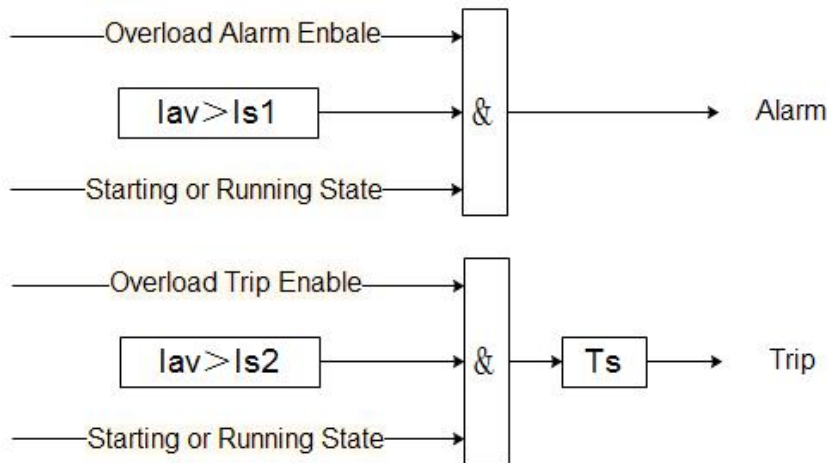 Overload Alarm Enbale
Iav＞Is1
&
Alarm
Starting or Running State
Overload Trip Enable
Iav＞Is2
&
Ts
Trip
Starting or Running State